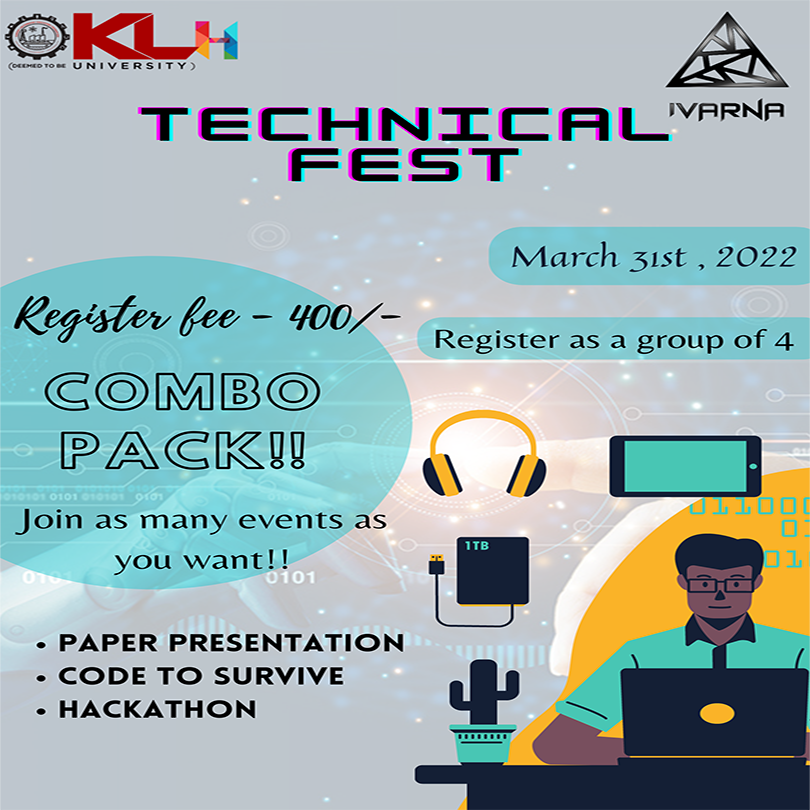 KLH
(DEEMED TO BE UNIVERSITY)
IVARNA
TECHNICAL
FEST
March 31st , 2022
Register fee - 400/-
Register as a group of 4
COMBO
PACK!!
Join as many events as
you want!!
1TB
• PAPER PRESENTATION
• CODE TO SURVIVE
• HACKATHON